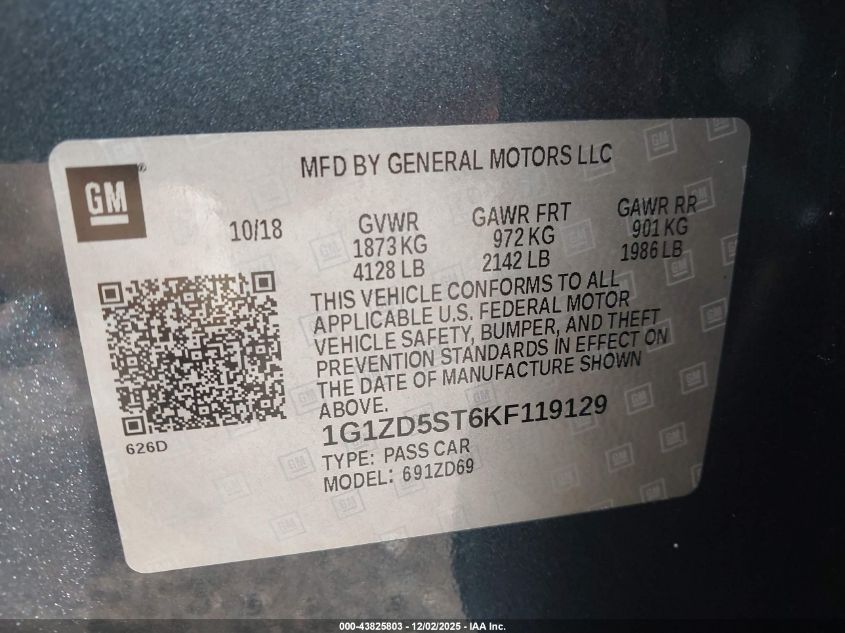 MFD BY GENERAL MOTORS LLC
GM
®
10/18
GVWR
1873 KG
4128 LB
GAWR FRT
972 KG
2142 LB
GAWR RR
901 KG
1986 LB
THIS VEHICLE CONFORMS TO ALL
APPLICABLE U.S. FEDERAL MOTOR
VEHICLE SAFETY, BUMPER, AND THEFT
PREVENTION STANDARDS IN EFFECT ON
THE DATE OF MANUFACTURE SHOWN
ABOVE.
1G1ZD5ST6KF119129
TYPE: PASS CAR
MODEL: 691ZD69
626D
000-43825803 - 12/02/2025 - IAA Inc.